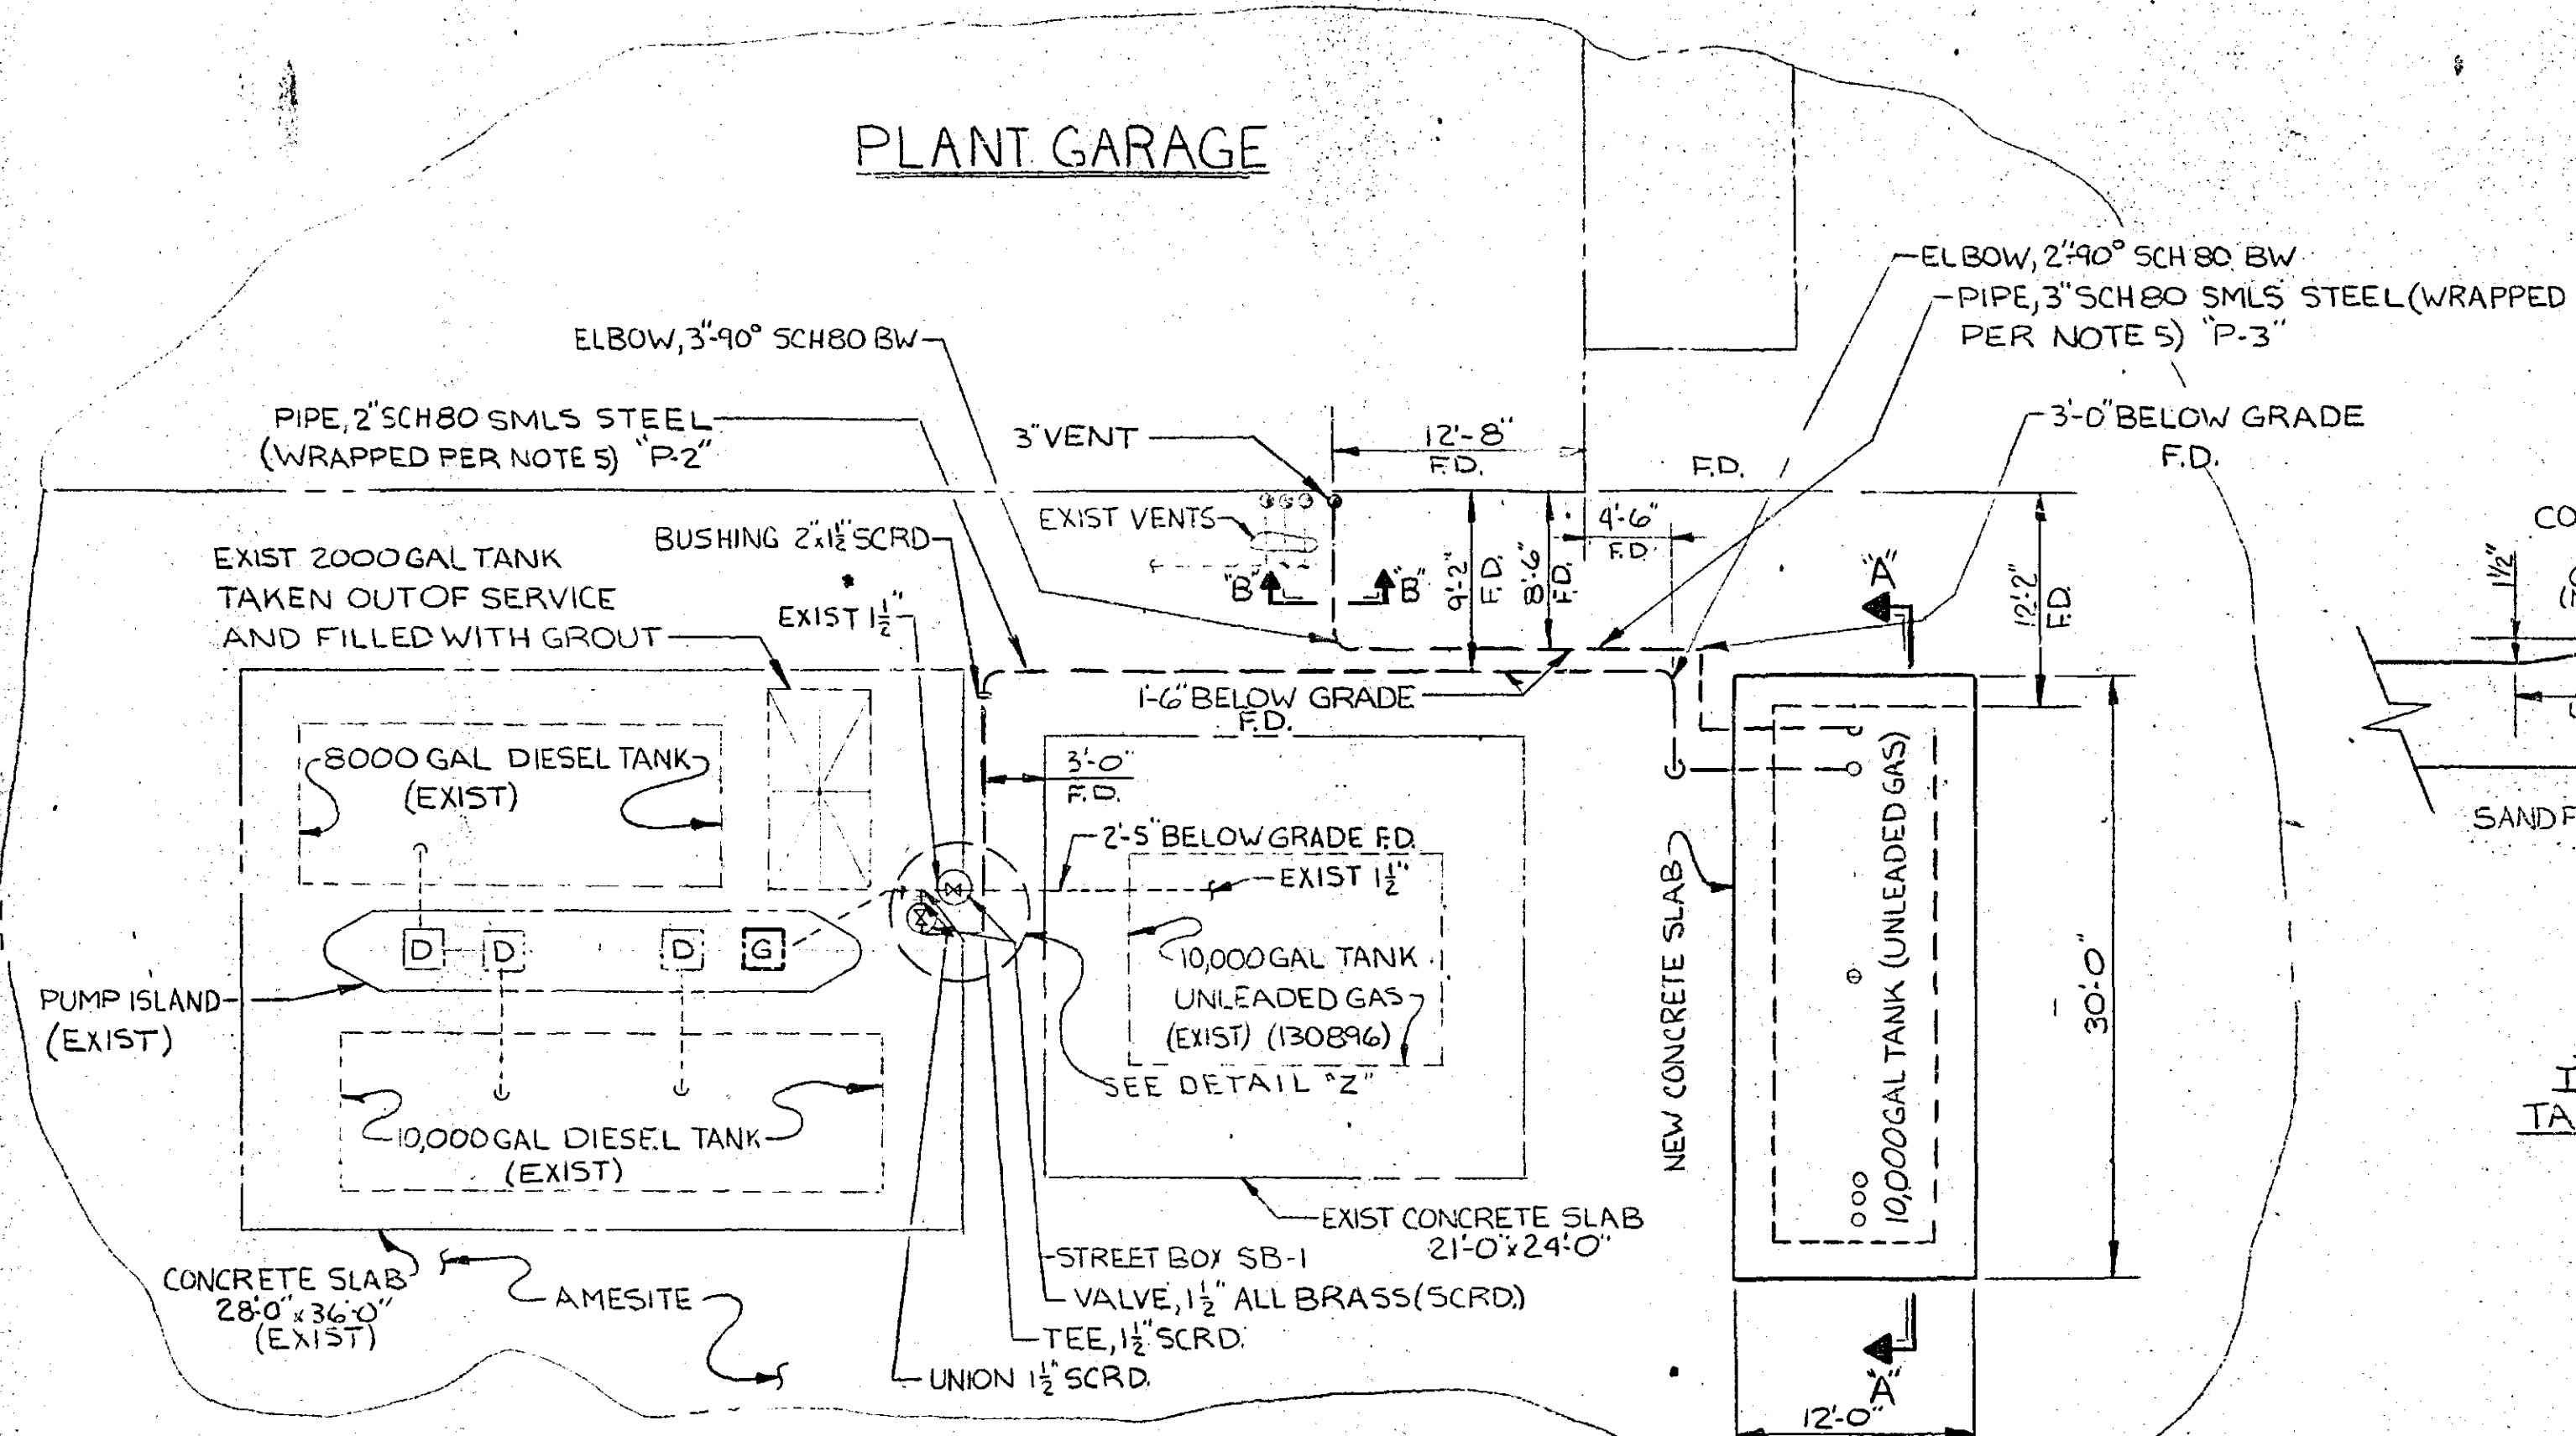 PLANT GARAGE
ELBOW, 2"-90° SCH 80 BW
PIPE, 3" SCH 80 SMLS STEEL (WRAPPED
PER NOTE 5) "P-3"
ELBOW, 3"-90° SCH80 BW
PIPE, 2" SCH 80 SMLS STEEL
(WRAPPED PER NOTE 5) "P-2"
3" VENT
12'-8"
F.D.
F.D.
3'-0" BELOW GRADE
F.D.
EXIST VENTS
BUSHING 2"x1½" SCRD
EXIST 2000 GAL TANK
TAKEN OUT OF SERVICE
AND FILLED WITH GROUT
EXIST 1½"
"B"
"B"
9'-2"
F.D.
8'-6"
F.D.
4'-6"
F.D.
"A"
12'-2"
F.D.
CO
1½"
1'-6" BELOW GRADE
F.D.
8000 GAL DIESEL TANK
(EXIST)
3'-0"
F.D.
2'-5" BELOW GRADE F.D.
EXIST 1½"
SAND F
D
D
D
G
10,000 GAL TANK
UNLEADED GAS
(EXIST) (130896)
SEE DETAIL "Z"
PUMP ISLAND
(EXIST)
10,000 GAL DIESEL TANK
(EXIST)
NEW CONCRETE SLAB
10,000 GAL TANK (UNLEADED GAS)
30'-0"
H
TA
EXIST CONCRETE SLAB
21'-0" x 24'-0"
CONCRETE SLAB
28'-0" x 36'-0"
(EXIST)
AMESITE
STREET BOX SB-1
VALVE, 1½" ALL BRASS (SCRD.)
TEE, 1½" SCRD.
UNION 1½" SCRD.
"A"
12'-0"